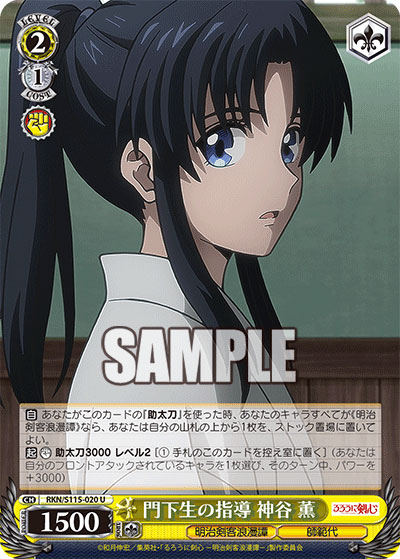 LEVEL
2
1
COST
SAMPLE
自 あなたがこのカードの「助太刀」を使った時、あなたのキャラすべてが《明治
剣客浪漫譚》なら、あなたは自分の山札の上から1枚を、ストック置場に置いて
よい。
起 助太刀3000 レベル2 [① 手札のこのカードを控え室に置く] (あなた
は自分のフロントアタックされているキャラを1枚選び、そのターン中、パワーを
+3000)
CH RKN/S115-020 U
1500
門下生の指導 神谷 薫
るろうに剣心
明治剣客浪漫譚
師範代
©和月伸宏／集英社・「るろうに剣心 －明治剣客浪漫譚－」製作委員会